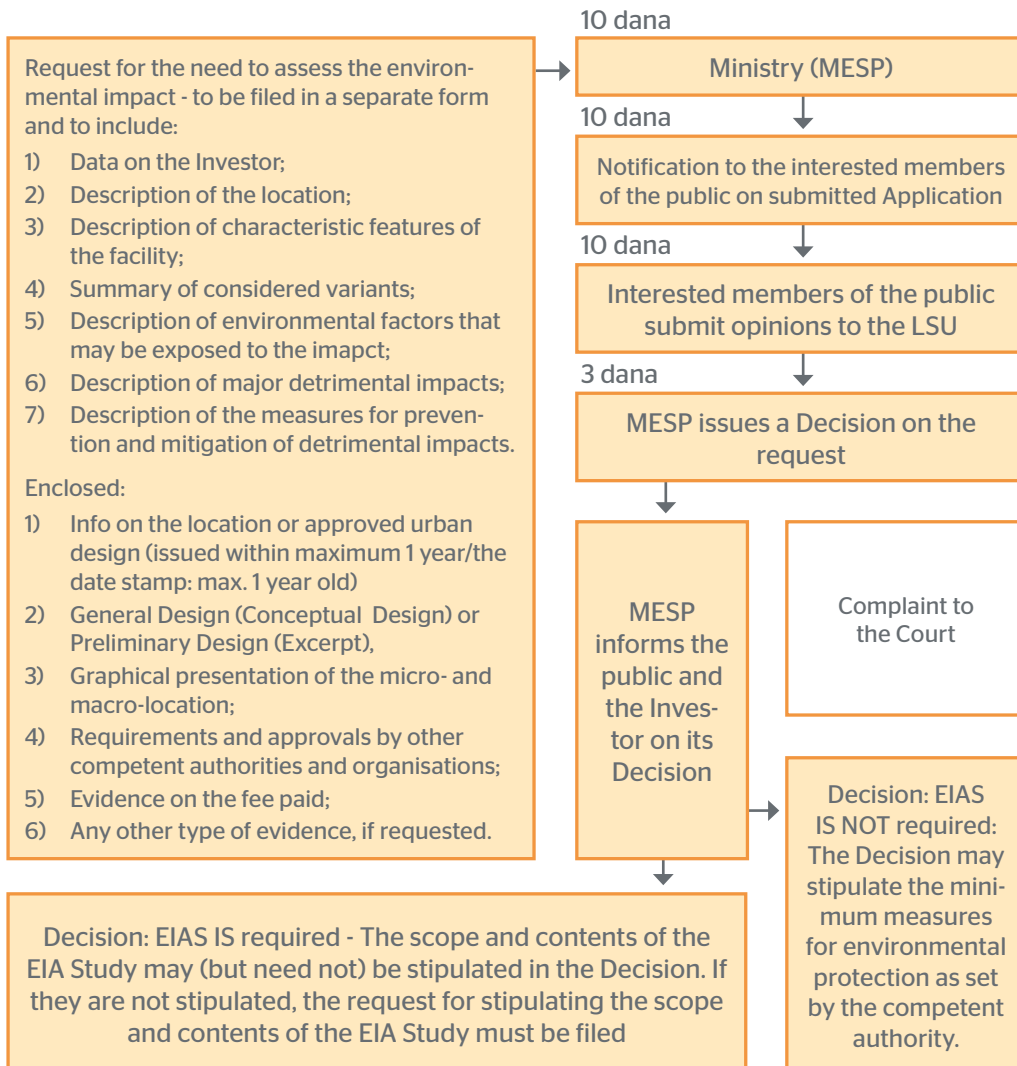 Request for the need to assess the environ-
mental impact - to be filed in a separate form
and to include:
1) Data on the Investor;
2) Description of the location;
3) Description of characteristic features of
the facility;
4) Summary of considered variants;
5) Description of environmental factors that
may be exposed to the imapct;
6) Description of major detrimental impacts;
7) Description of the measures for preven-
tion and mitigation of detrimental impacts.
Enclosed:
1) Info on the location or approved urban
design (issued within maximum 1 year/the
date stamp: max. 1 year old)
2) General Design (Conceptual Design) or
Preliminary Design (Excerpt),
3) Graphical presentation of the micro- and
macro-location;
4) Requirements and approvals by other
competent authorities and organisations;
5) Evidence on the fee paid;
6) Any other type of evidence, if requested.
10 dana
Ministry (MESP)
10 dana
Notification to the interested members
of the public on submitted Application
10 dana
Interested members of the public
submit opinions to the LSU
3 dana
MESP issues a Decision on the
request
MESP
informs the
public and
the Inves-
tor on its
Decision
Complaint to
the Court
Decision: EIAS
IS NOT required:
The Decision may
stipulate the mini-
mum measures
for environmental
protection as set
by the competent
authority.
Decision: EIAS IS required - The scope and contents of the
EIA Study may (but need not) be stipulated in the Decision. If
they are not stipulated, the request for stipulating the scope
and contents of the EIA Study must be filed